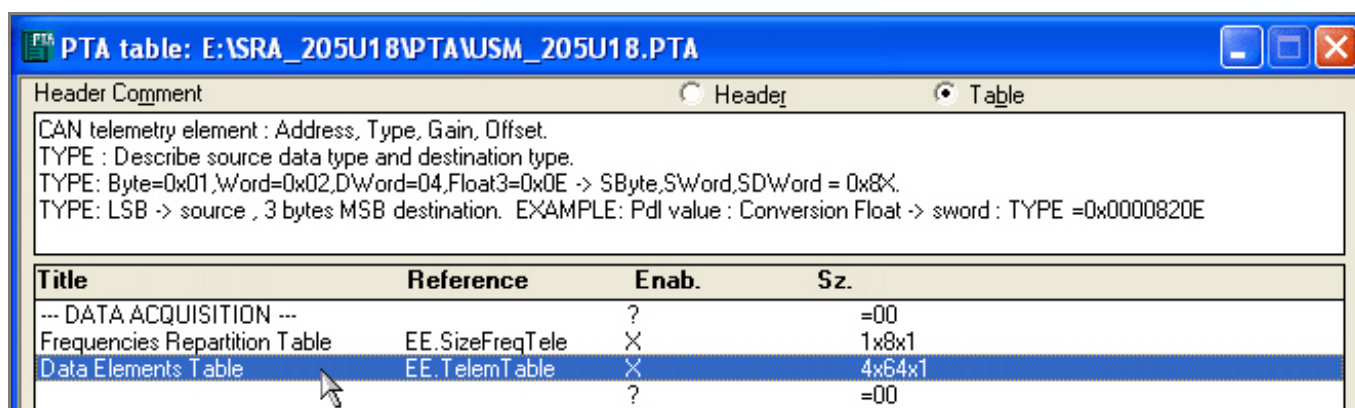 PTA table: E:\SRA_205U18\PTA\USM_205U18.PTA
Header Comment Header Table
CAN telemetry element : Address, Type, Gain, Offset.
TYPE : Describe source data type and destination type.
TYPE: Byte=0x01,Word=0x02,DWord=04,Float3=0x0E -> SByte,SWord,SDWord = 0x8X.
TYPE: LSB -> source , 3 bytes MSB destination. EXAMPLE: Pdl value : Conversion Float -> sword : TYPE =0x0000820E
Title Reference Enab. Sz.
--- DATA ACQUISITION --- ? =00
Frequencies Repartition Table EE.SizeFreqTele X 1x8x1
Data Elements Table EE.TelemTable X 4x64x1
? =00